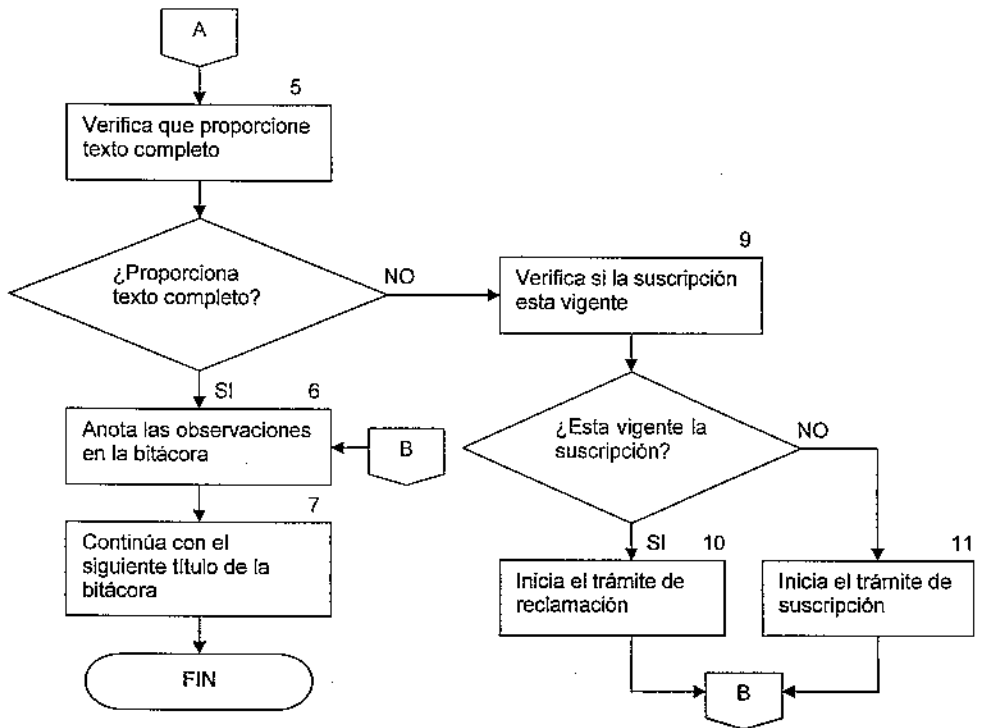 A
5
Verifica que proporcione
texto completo
¿Proporciona
texto completo?
NO
SI
6
Anota las observaciones
en la bitácora
B
7
Continúa con el
siguiente título de la
bitácora
FIN
9
Verifica si la suscripción
esta vigente
¿Esta vigente la
suscripción?
NO
SI
10
Inicia el trámite de
reclamación
11
Inicia el trámite de
suscripción
B